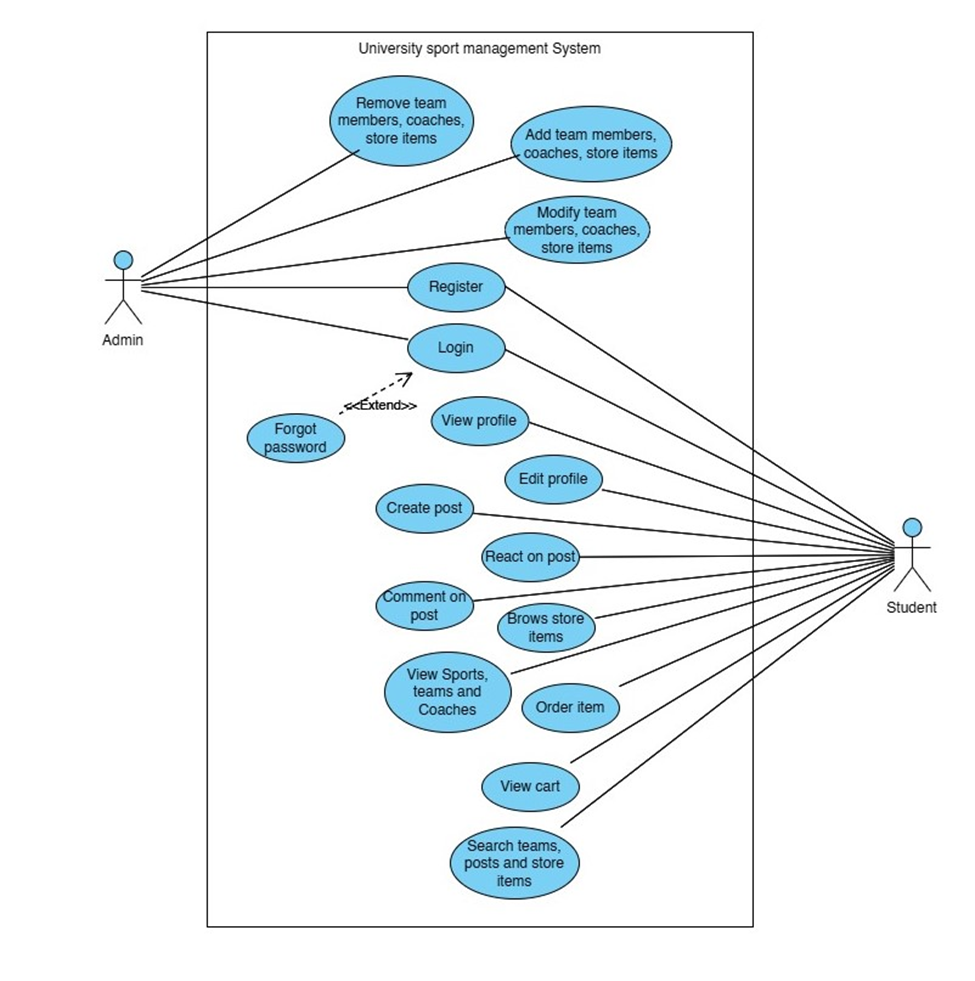 University sport management System
Remove team
members, coaches,
store items
Add team members,
coaches, store items
Modify team
members, coaches,
store items
Register
Admin
Login
<<Extend>>
Forgot
password
View profile
Edit profile
Create post
React on post
Comment on
post
Student
Brows store
items
View Sports,
teams and
Coaches
Order item
View cart
Search teams,
posts and store
items